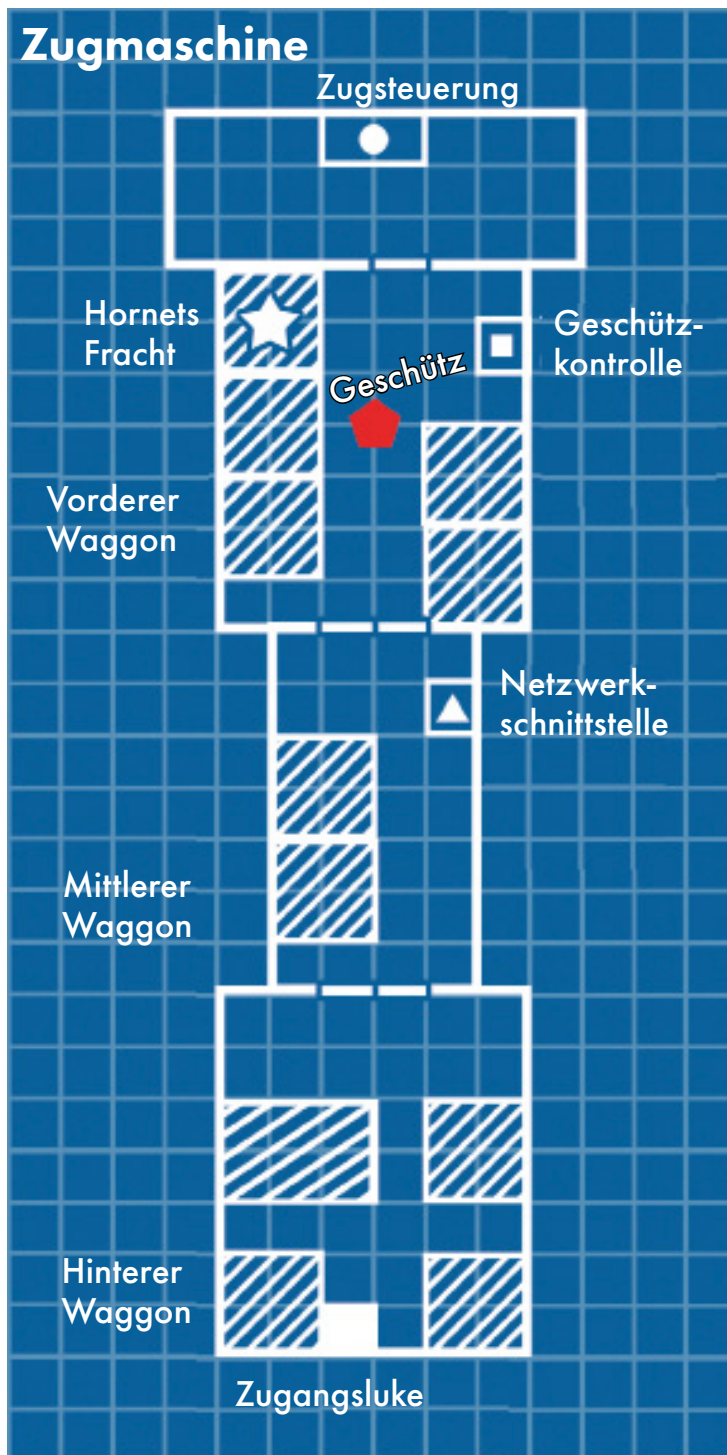 Zugmaschine
Zugsteuerung
Hornets
Fracht
Geschütz-
kontrolle
Geschütz
Vorderer
Waggon
Netzwerk-
schnittstelle
Mittlerer
Waggon
Hinterer
Waggon
Zugangsluke